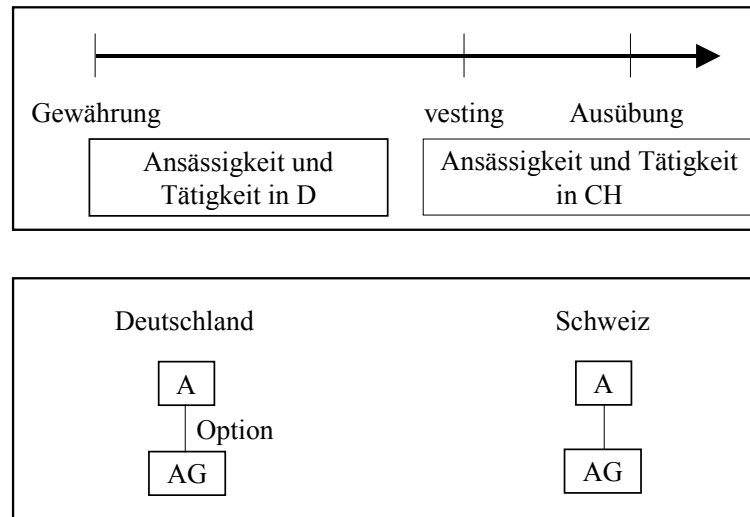 Gewährung vesting Ausübung
Ansässigkeit und
Tätigkeit in D
Ansässigkeit und Tätigkeit
in CH
Deutschland Schweiz
A A
Option
AG AG